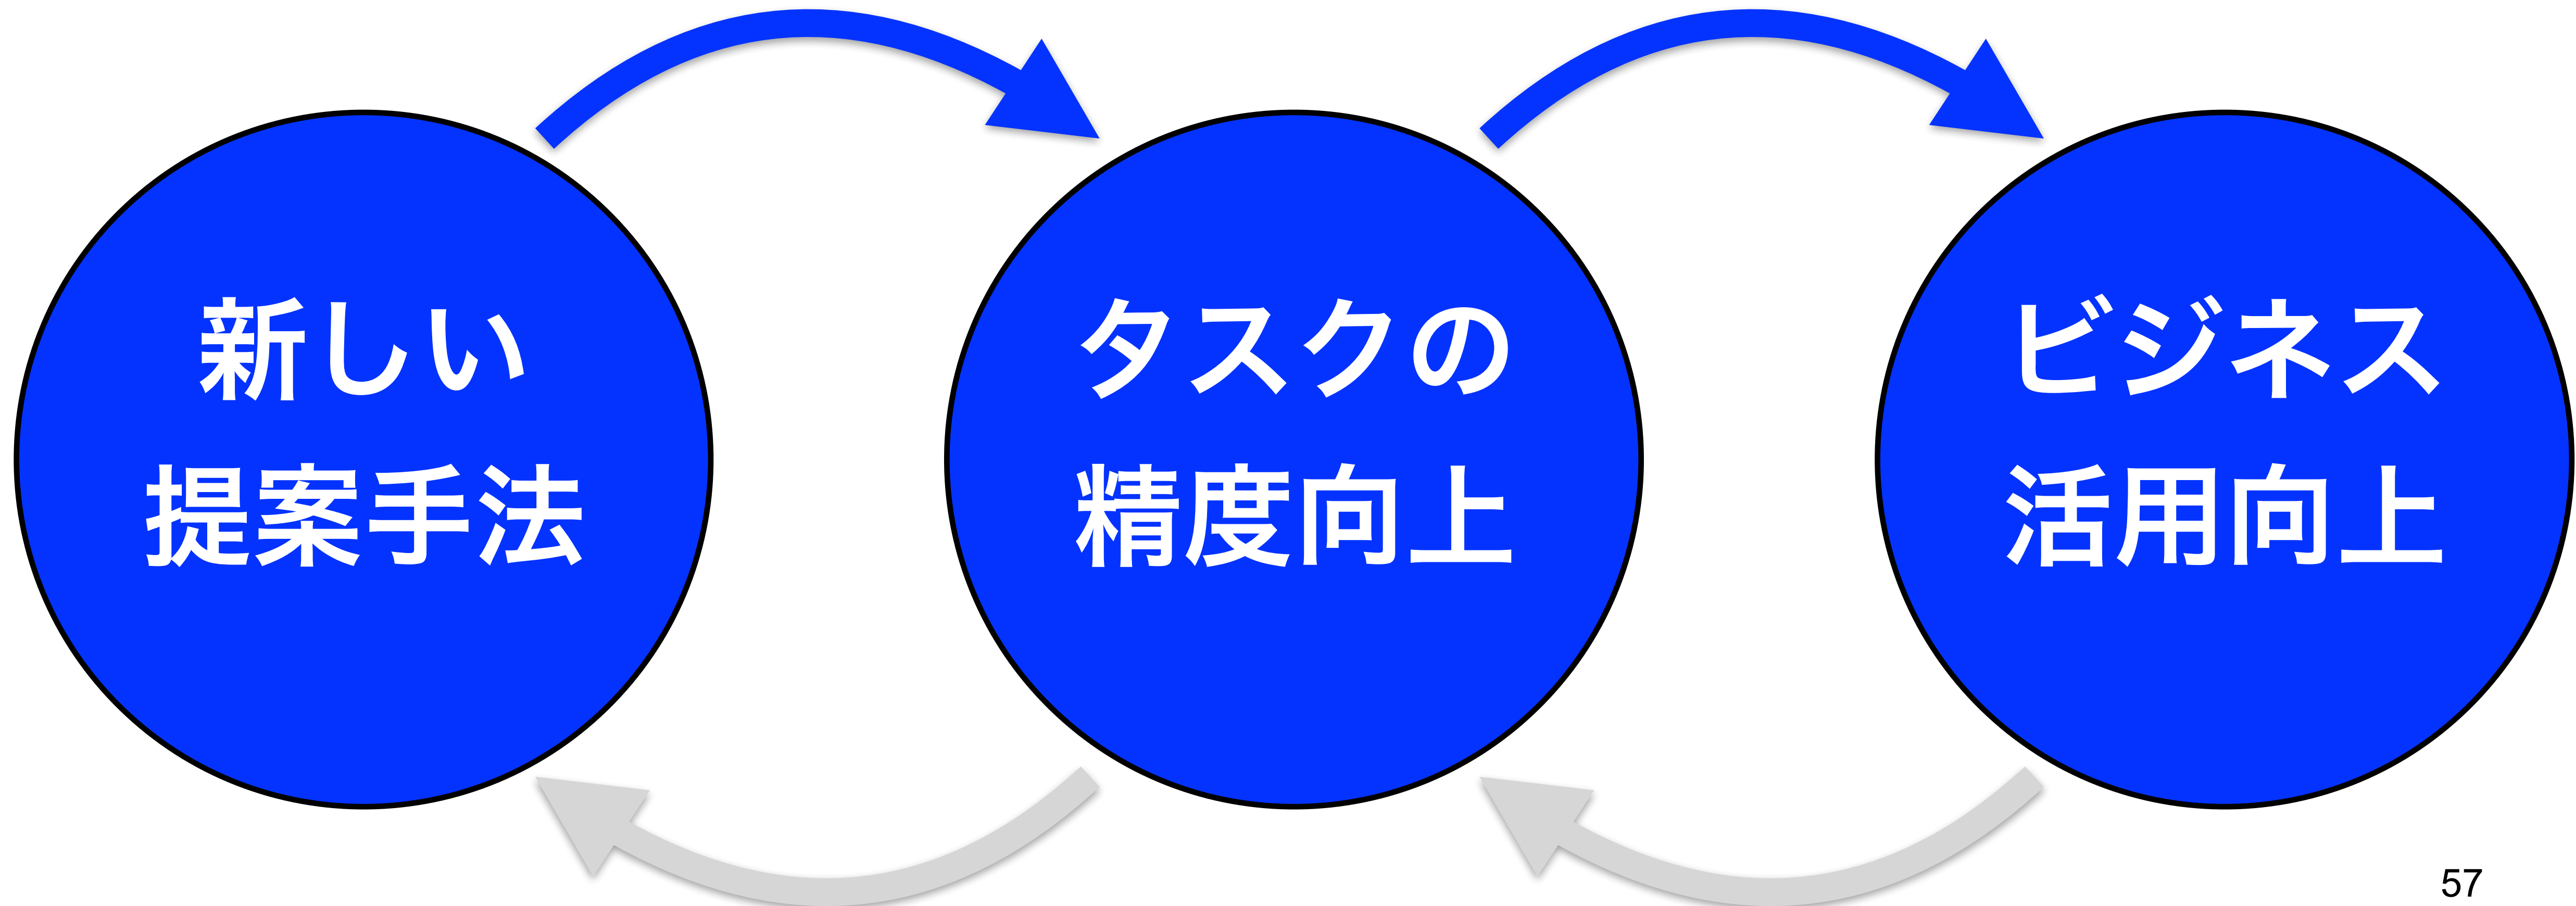 新しい
提案手法
タスクの
精度向上
ビジネス
活用向上
57